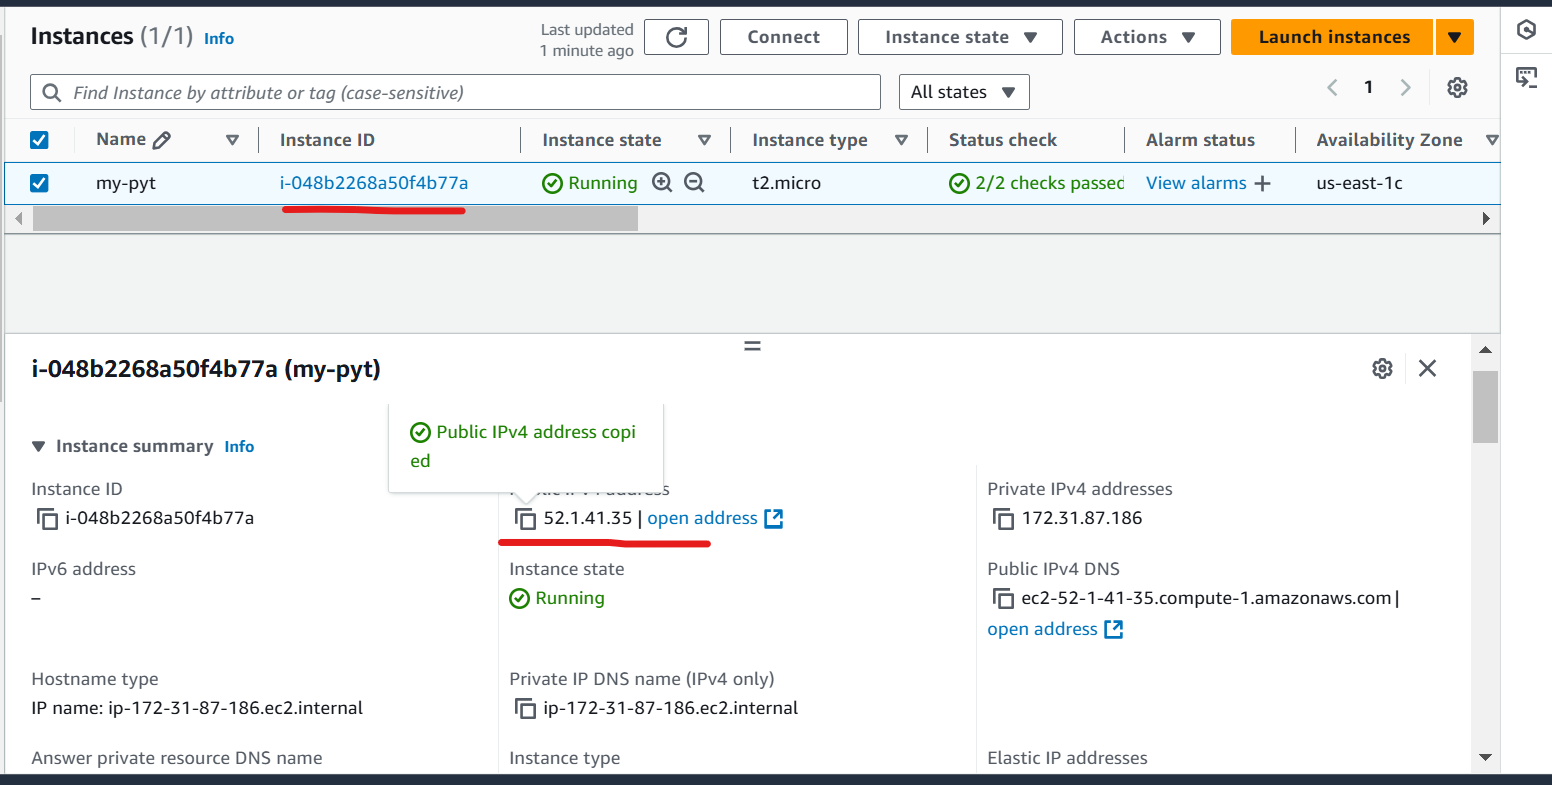 Instances (1/1) Info
Last updated
1 minute ago
Connect
Instance state
Actions
Launch instances
Find Instance by attribute or tag (case-sensitive)
All states
1
Name Instance ID Instance state Instance type Status check Alarm status Availability Zone
my-pyt i-048b2268a50f4b77a Running t2.micro 2/2 checks passed View alarms + us-east-1c
i-048b2268a50f4b77a (my-pyt)
Public IPv4 address copi
ed
Instance summary Info
Instance ID
i-048b2268a50f4b77a
52.1.41.35 | open address
Private IPv4 addresses
172.31.87.186
IPv6 address
–
Instance state
Running
Public IPv4 DNS
ec2-52-1-41-35.compute-1.amazonaws.com |
open address
Hostname type
IP name: ip-172-31-87-186.ec2.internal
Private IP DNS name (IPv4 only)
ip-172-31-87-186.ec2.internal
Answer private resource DNS name
Instance type
Elastic IP addresses